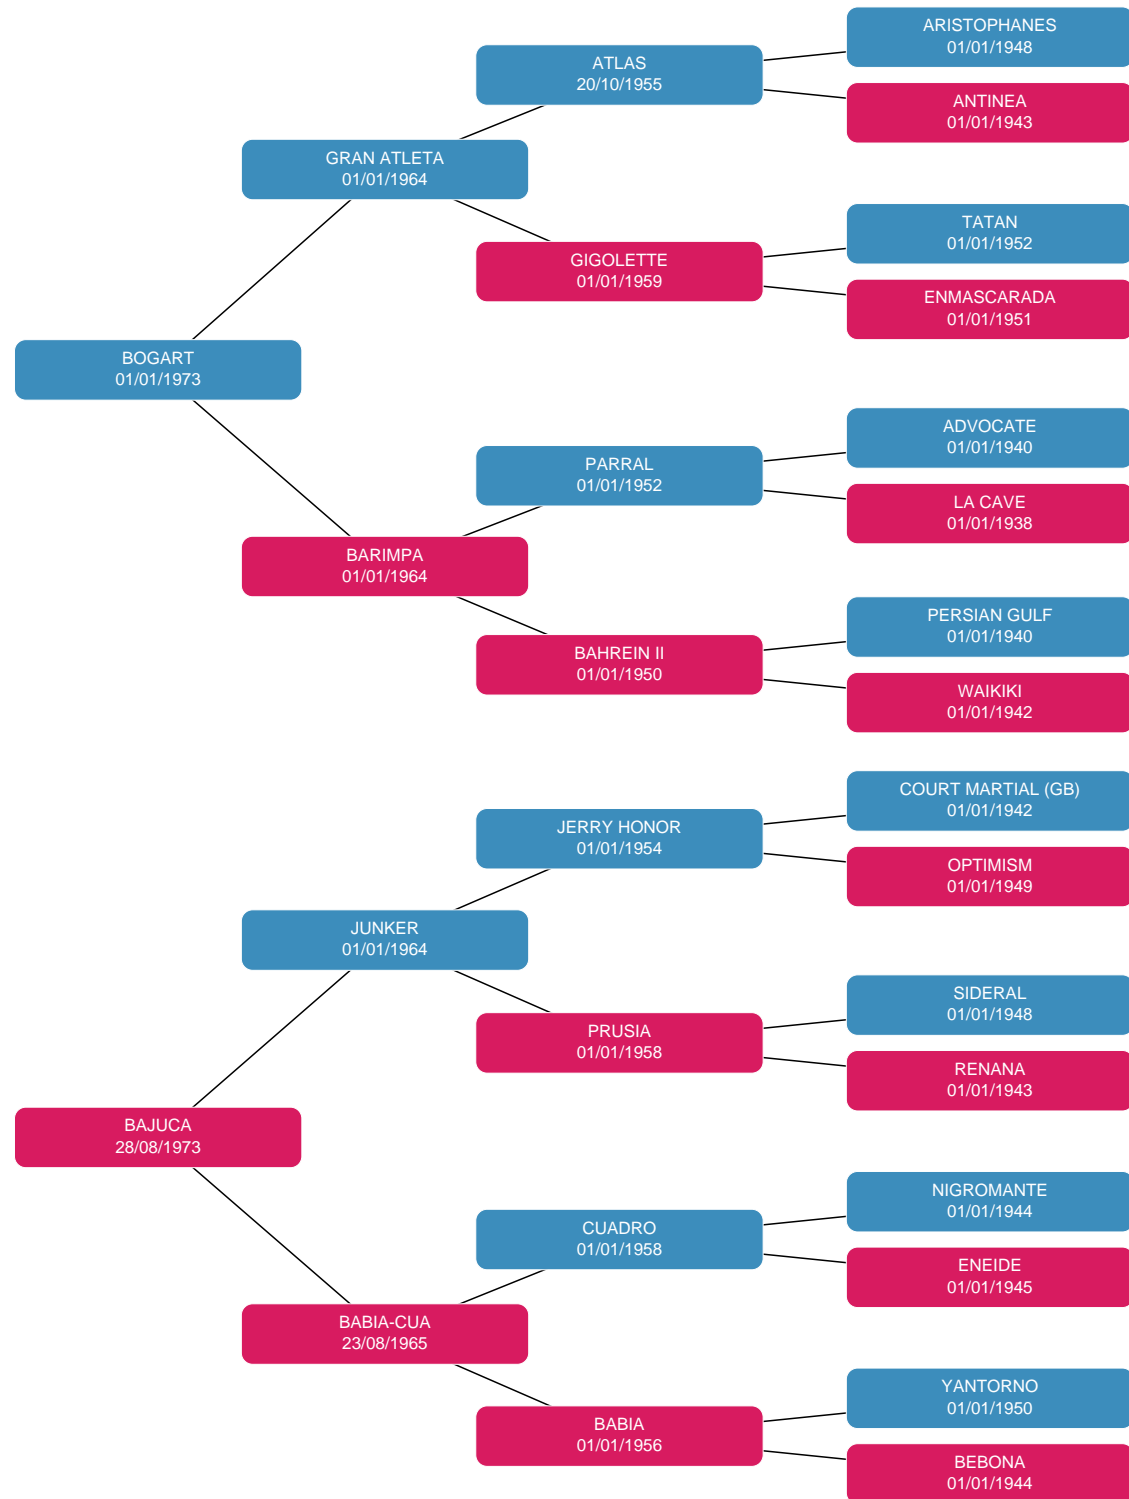 ARISTOPHANES
01/01/1948
ATLAS
20/10/1955
ANTINEA
01/01/1943
GRAN ATLETA
01/01/1964
TATAN
01/01/1952
GIGOLETTE
01/01/1959
ENMASCARADA
01/01/1951
BOGART
01/01/1973
ADVOCATE
01/01/1940
PARRAL
01/01/1952
LA CAVE
01/01/1938
BARIMPA
01/01/1964
PERSIAN GULF
01/01/1940
BAHREIN II
01/01/1950
WAIKIKI
01/01/1942
COURT MARTIAL (GB)
01/01/1942
JERRY HONOR
01/01/1954
OPTIMISM
01/01/1949
JUNKER
01/01/1964
SIDERAL
01/01/1948
PRUSIA
01/01/1958
RENANA
01/01/1943
BAJUCA
28/08/1973
NIGROMANTE
01/01/1944
CUADRO
01/01/1958
ENEIDE
01/01/1945
BABIA-CUA
23/08/1965
YANTORNO
01/01/1950
BABIA
01/01/1956
BEBONA
01/01/1944